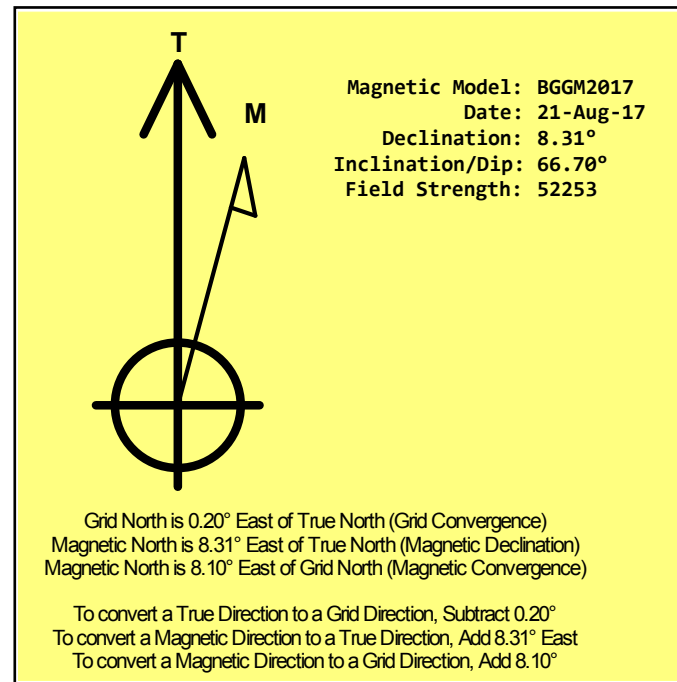 T
M
Magnetic Model: BGGM2017
Date: 21-Aug-17
Declination: 8.31°
Inclination/Dip: 66.70°
Field Strength: 52253
Grid North is 0.20° East of True North (Grid Convergence)
Magnetic North is 8.31° East of True North (Magnetic Declination)
Magnetic North is 8.10° East of Grid North (Magnetic Convergence)
To convert a True Direction to a Grid Direction, Subtract 0.20°
To convert a Magnetic Direction to a True Direction, Add 8.31° East
To convert a Magnetic Direction to a Grid Direction, Add 8.10°